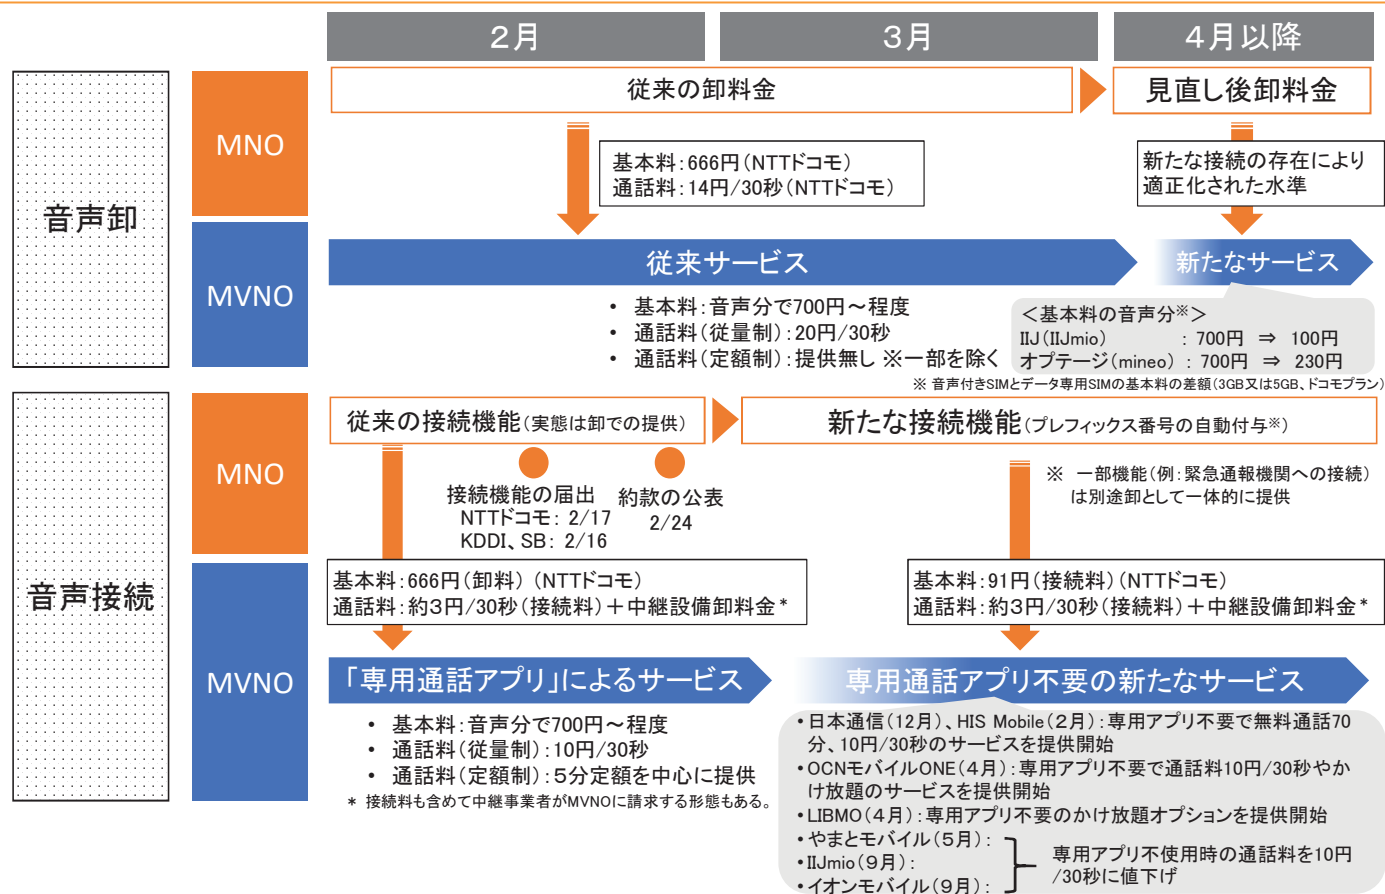 2月
3月
4月以降
音声卸
MNO
従来の卸料金
見直し後卸料金
基本料：666円（NTTドコモ）
通話料：14円/30秒（NTTドコモ）
新たな接続の存在により
適正化された水準
MVNO
従来サービス
新たなサービス
• 基本料：音声分で700円～程度
• 通話料（従量制）：20円/30秒
• 通話料（定額制）：提供無し ※一部を除く
＜基本料の音声分※＞
IIJ（IIJmio） ： 700円 ⇒ 100円
オプテージ（mineo）： 700円 ⇒ 230円
※ 音声付きSIMとデータ専用SIMの基本料の差額（3GB又は5GB、ドコモプラン）
音声接続
MNO
従来の接続機能（実態は卸での提供）
新たな接続機能（プレフィックス番号の自動付与※）
接続機能の届出
NTTドコモ： 2/17
KDDI、SB： 2/16
約款の公表
2/24
※ 一部機能（例：緊急通報機関への接続）
は別途卸として一体的に提供
基本料：666円（卸料）（NTTドコモ）
通話料：約3円/30秒（接続料）＋中継設備卸料金*
基本料：91円（接続料）（NTTドコモ）
通話料：約3円/30秒（接続料）＋中継設備卸料金*
MVNO
「専用通話アプリ」によるサービス
専用通話アプリ不要の新たなサービス
• 基本料：音声分で700円～程度
• 通話料（従量制）：10円/30秒
• 通話料（定額制）：5分定額を中心に提供
* 接続料も含めて中継事業者がMVNOに請求する形態もある。
•日本通信（12月）、HIS Mobile（2月）：専用アプリ不要で無料通話70
分、10円/30秒のサービスを提供開始
•OCNモバイルONE（4月）：専用アプリ不要で通話料10円/30秒やか
け放題のサービスを提供開始
•LIBMO（4月）：専用アプリ不要のかけ放題オプションを提供開始
•やまとモバイル（5月）：
•IIJmio（9月）：
•イオンモバイル（9月）：
専用アプリ不使用時の通話料を10円
/30秒に値下げ